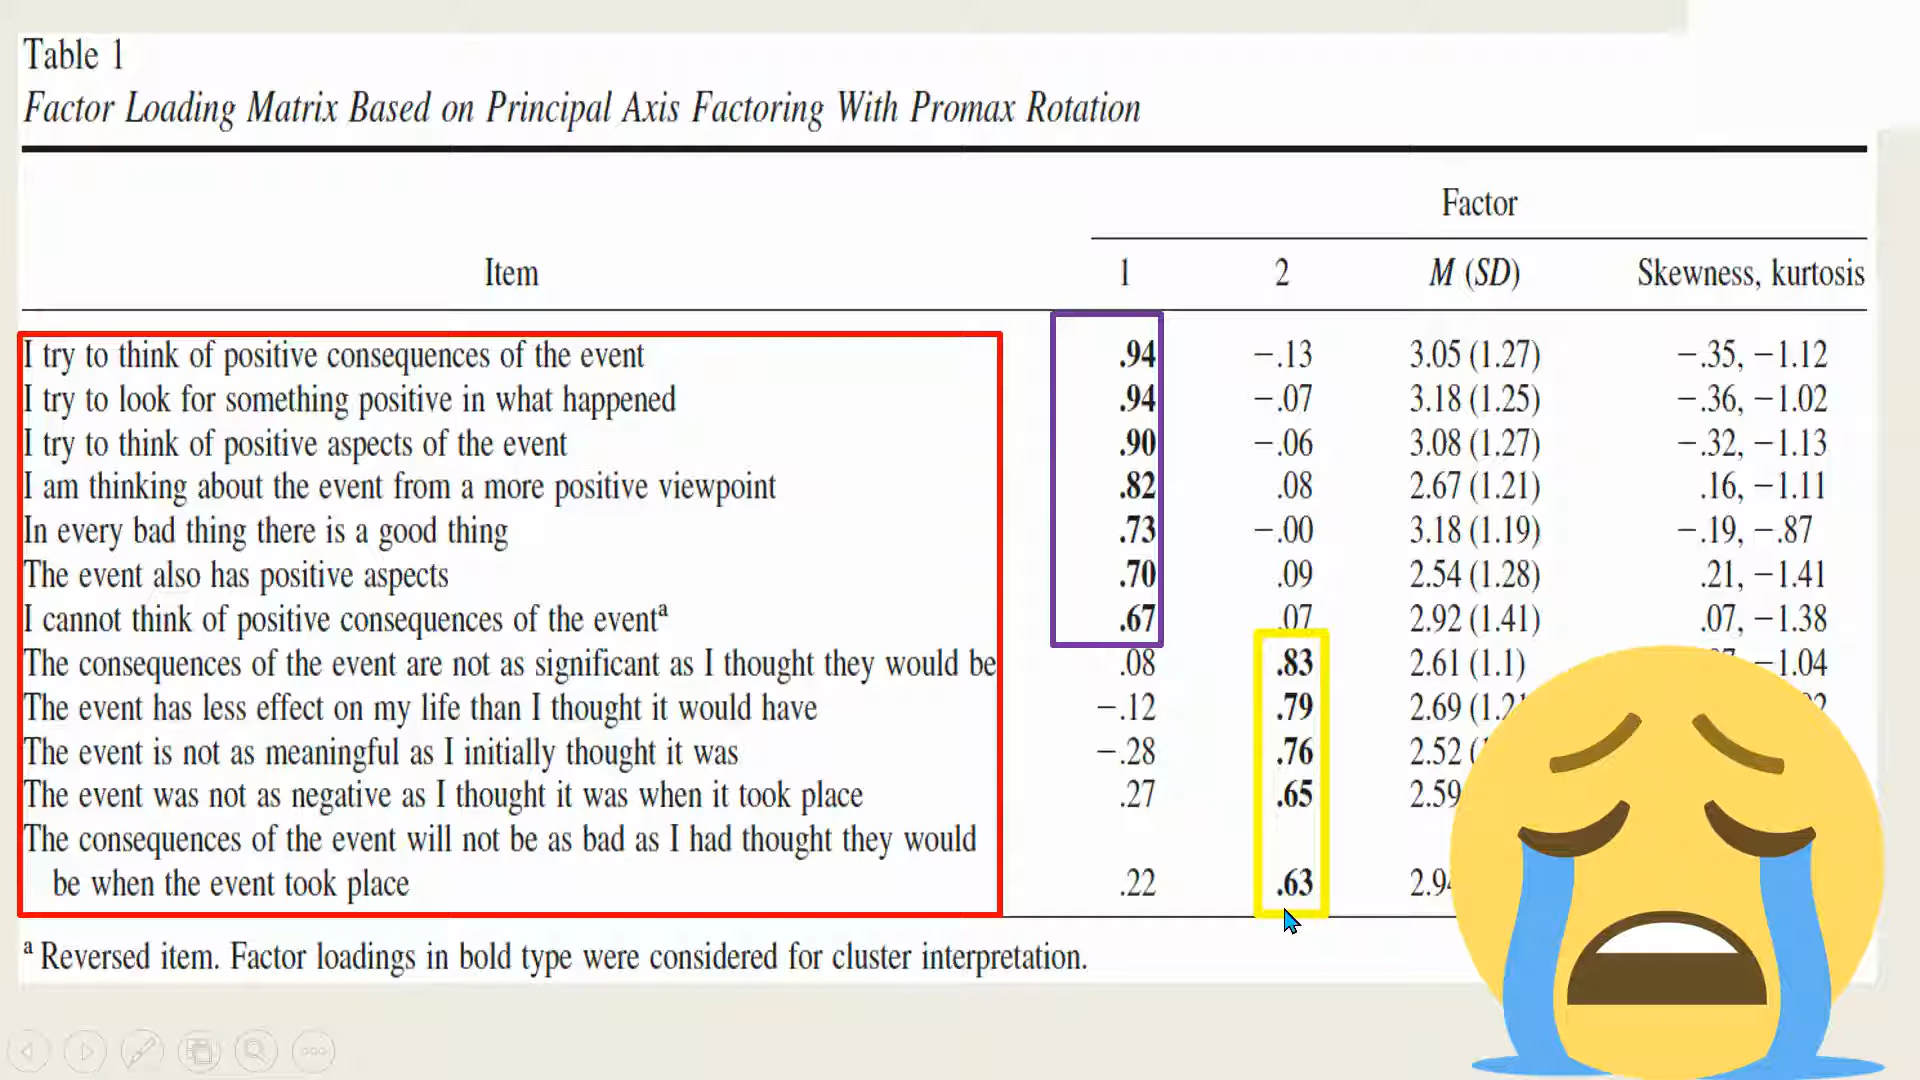 Table 1
Factor Loading Matrix Based on Principal Axis Factoring With Promax Rotation
Factor
Item 1 2 M (SD) Skewness, kurtosis
I try to think of positive consequences of the event .94 −.13 3.05 (1.27) −.35, −1.12
I try to look for something positive in what happened .94 −.07 3.18 (1.25) −.36, −1.02
I try to think of positive aspects of the event .90 −.06 3.08 (1.27) −.32, −1.13
I am thinking about the event from a more positive viewpoint .82 .08 2.67 (1.21) .16, −1.11
In every bad thing there is a good thing .73 −.00 3.18 (1.19) −.19, −.87
The event also has positive aspects .70 .09 2.54 (1.28) .21, −1.41
I cannot think of positive consequences of the eventª .67 .07 2.92 (1.41) .07, −1.38
The consequences of the event are not as significant as I thought they would be .08 .83 2.61 (1.1) −1.04
The event has less effect on my life than I thought it would have −.12 .79 2.69
The event is not as meaningful as I initially thought it was −.28 .76 2.52
The event was not as negative as I thought it was when it took place .27 .65 2.59
The consequences of the event will not be as bad as I had thought they would
be when the event took place .22 .63
ª Reversed item. Factor loadings in bold type were considered for cluster interpretation.